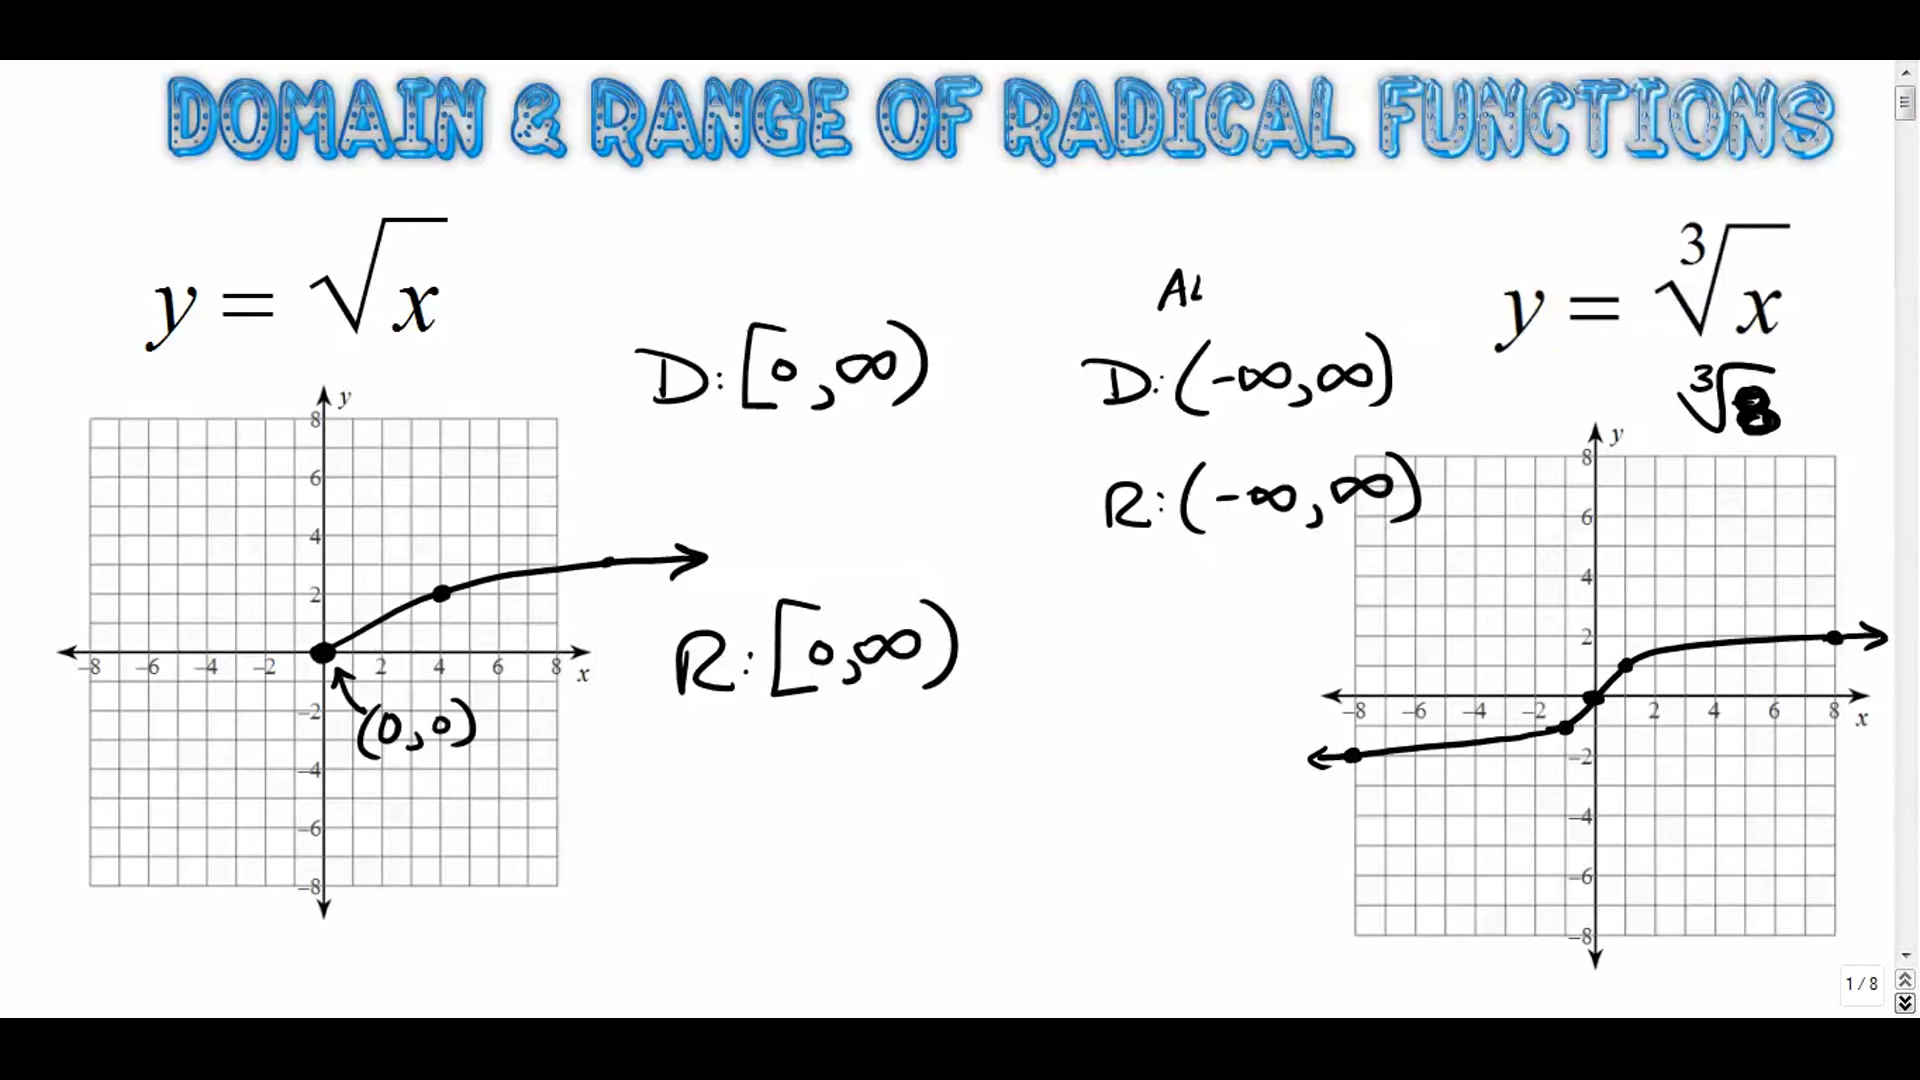 DOMAIN & RANGE OF RADICAL FUNCTIONS
y = √x
D: [0, ∞)
R: [0, ∞)
y
8
6
4
2
-8 -6 -4 -2 2 4 6 8 x
(0, 0)
-2
-4
-6
-8
y = ∛x
∛8
Al
D: (-∞, ∞)
R: (-∞, ∞)
y
8
6
4
2
-8 -6 -4 -2 2 4 6 8 x
-2
-4
-6
-8
1 / 8